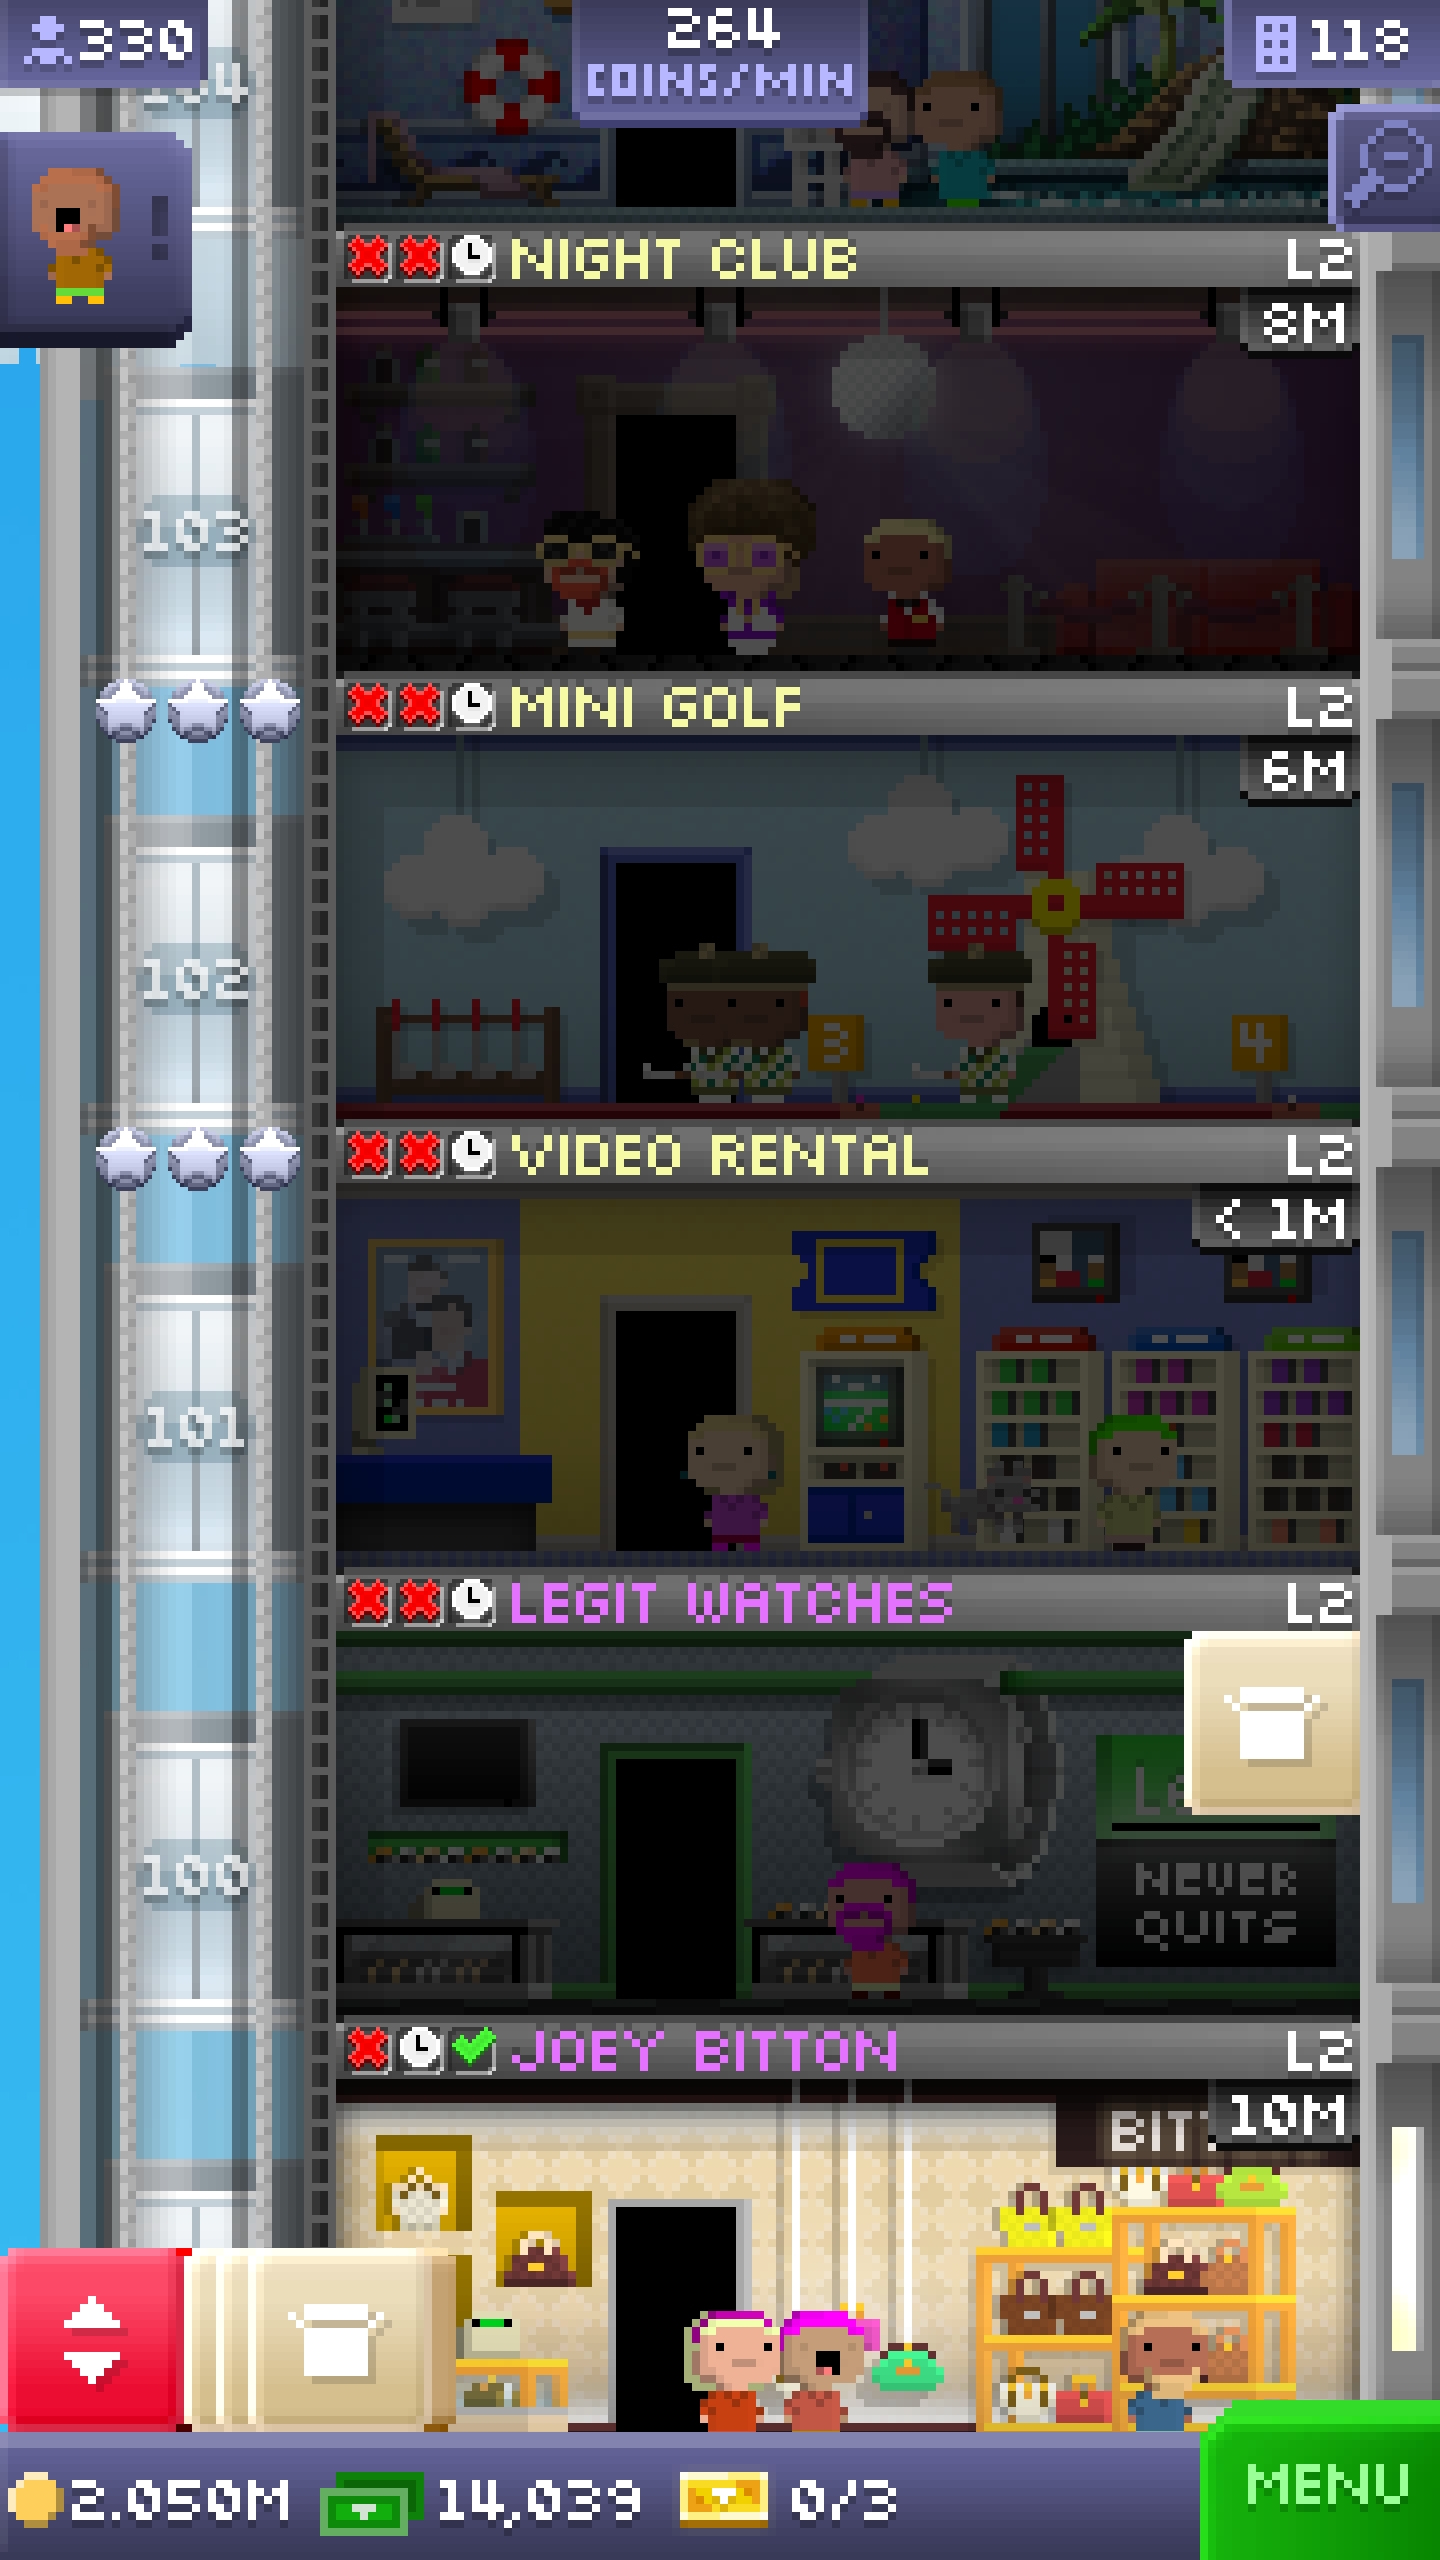 330
264
COINS/MIN
118
NIGHT CLUB
L2
8M
103
MINI GOLF
L2
6M
102
3
4
VIDEO RENTAL
L2
< 1M
101
LEGIT WATCHES
L2
100
NEVER
QUITS
JOEY BITTON
L2
10M
2.050M
14,039
0/3
MENU